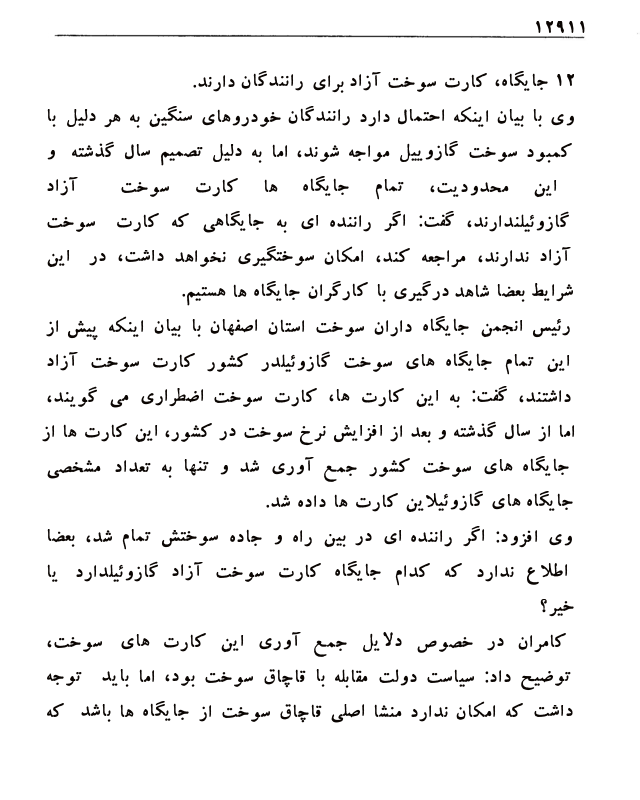 ۱۲۹۱۱
۱۲ جایگاه، کارت سوخت آزاد برای رانندگان دارند.
وی با بیان اینکه احتمال دارد رانندگان خودروهای سنگین به هر دلیل با
کمبود سوخت گازوییل مواجه شوند، اما به دلیل تصمیم سال گذشته و
این محدودیت، تمام جایگاه ها کارت سوخت آزاد
گازوئیلندارند، گفت: اگر راننده ای به جایگاهی که کارت سوخت
آزاد ندارند، مراجعه کند، امکان سوختگیری نخواهد داشت، در این
شرایط بعضا شاهد درگیری با کارگران جایگاه ها هستیم.
رئیس انجمن جایگاه داران سوخت استان اصفهان با بیان اینکه پیش از
این تمام جایگاه های سوخت گازوئیلدر کشور کارت سوخت آزاد
داشتند، گفت: به این کارت ها، کارت سوخت اضطراری می گویند،
اما از سال گذشته و بعد از افزایش نرخ سوخت در کشور، این کارت ها از
جایگاه های سوخت کشور جمع آوری شد و تنها به تعداد مشخصی
جایگاه های گازوئیلاین کارت ها داده شد.
وی افزود: اگر راننده ای در بین راه و جاده سوختش تمام شد، بعضا
اطلاع ندارد که کدام جایگاه کارت سوخت آزاد گازوئیلدارد یا
خیر؟
کامران در خصوص دلایل جمع آوری این کارت های سوخت،
توضیح داد: سیاست دولت مقابله با قاچاق سوخت بود، اما باید توجه
داشت که امکان ندارد منشا اصلی قاچاق سوخت از جایگاه ها باشد که